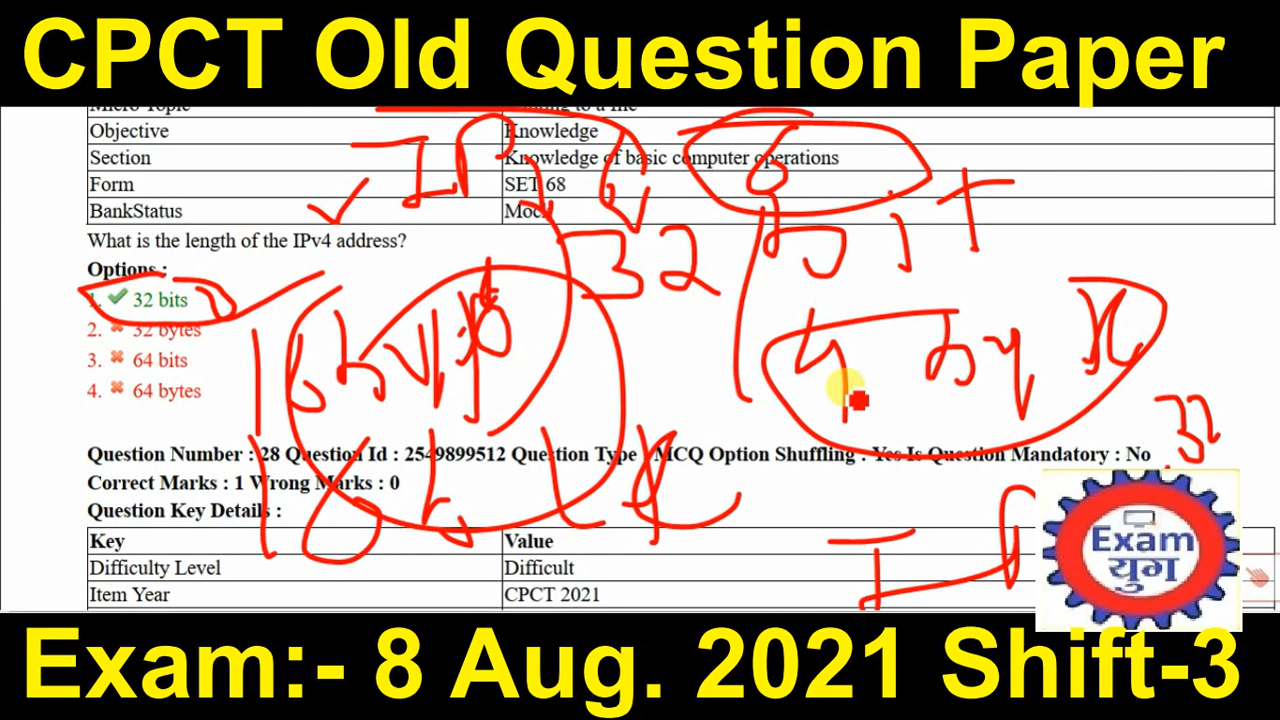 CPCT Old Question Paper
Objective Knowledge
Section Knowledge of basic computer operations
Form SET 68
BankStatus Mock
What is the length of the IPv4 address?
Options :
1. 32 bits
2. 32 bytes
3. 64 bits
4. 64 bytes
32
Question Number : 28 Question Id : 2549899512 Question Type : MCQ Option Shuffling : Yes Is Question Mandatory : No
Correct Marks : 1 Wrong Marks : 0
Question Key Details :
Key Value
Difficulty Level Difficult
Item Year CPCT 2021
Exam
युग
Exam:- 8 Aug. 2021 Shift-3